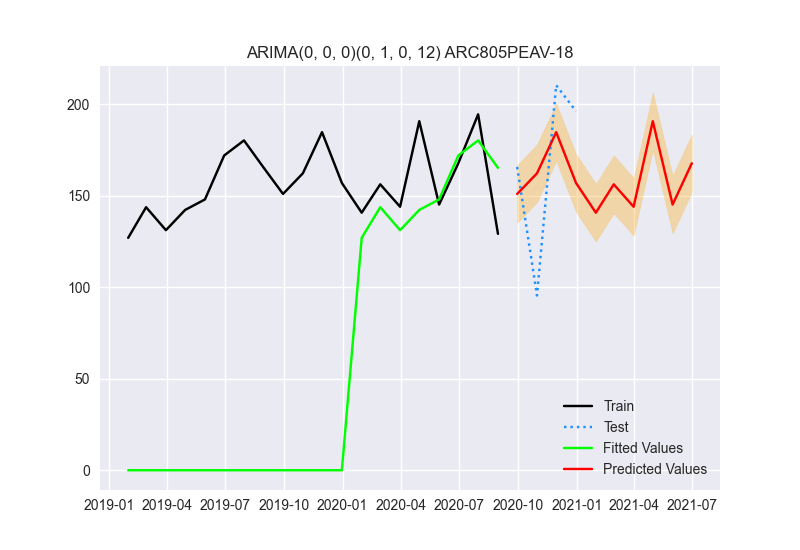 ARIMA(0, 0, 0)(0, 1, 0, 12) ARC805PEAV-18
200
150
100
50
0
Train
Test
Fitted Values
Predicted Values
2019-01 2019-04 2019-07 2019-10 2020-01 2020-04 2020-07 2020-10 2021-01 2021-04 2021-07